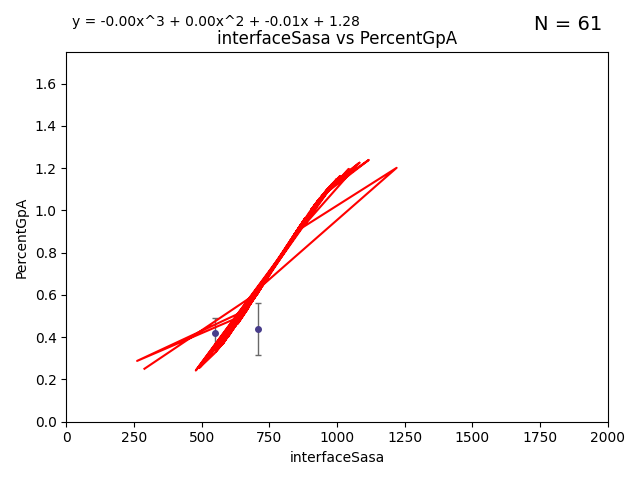 y = -0.00x^3 + 0.00x^2 + -0.01x + 1.28
N = 61
interfaceSasa vs PercentGpA
1.6
1.4
1.2
1.0
0.8
0.6
0.4
0.2
0.0
PercentGpA
0 250 500 750 1000 1250 1500 1750 2000
interfaceSasa